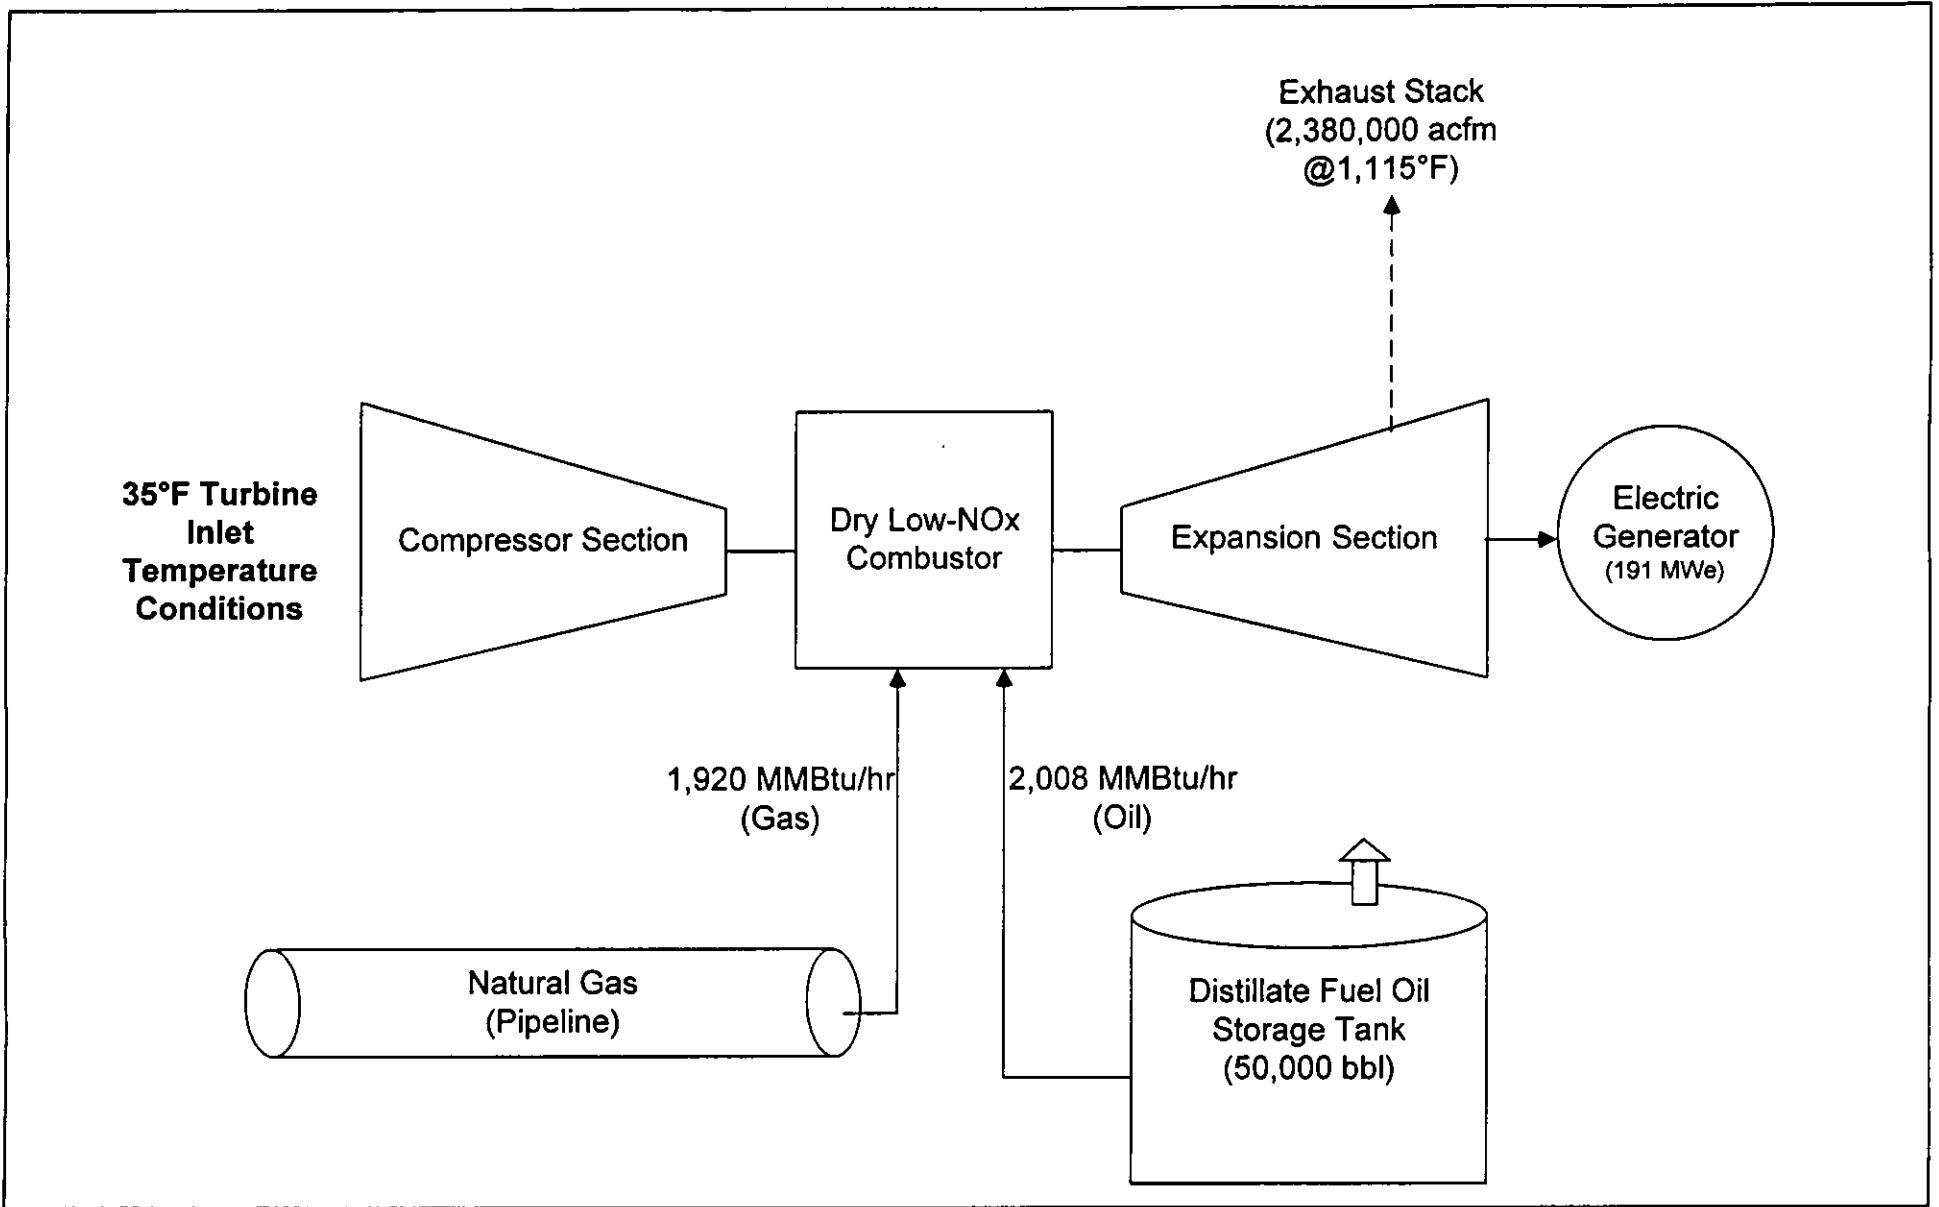 Exhaust Stack
(2,380,000 acfm
@1,115°F)
35°F Turbine
Inlet
Temperature
Conditions
Compressor Section
Dry Low-NOx
Combustor
Expansion Section
Electric
Generator
(191 MWe)
1,920 MMBtu/hr
(Gas)
2,008 MMBtu/hr
(Oil)
Natural Gas
(Pipeline)
Distillate Fuel Oil
Storage Tank
(50,000 bbl)